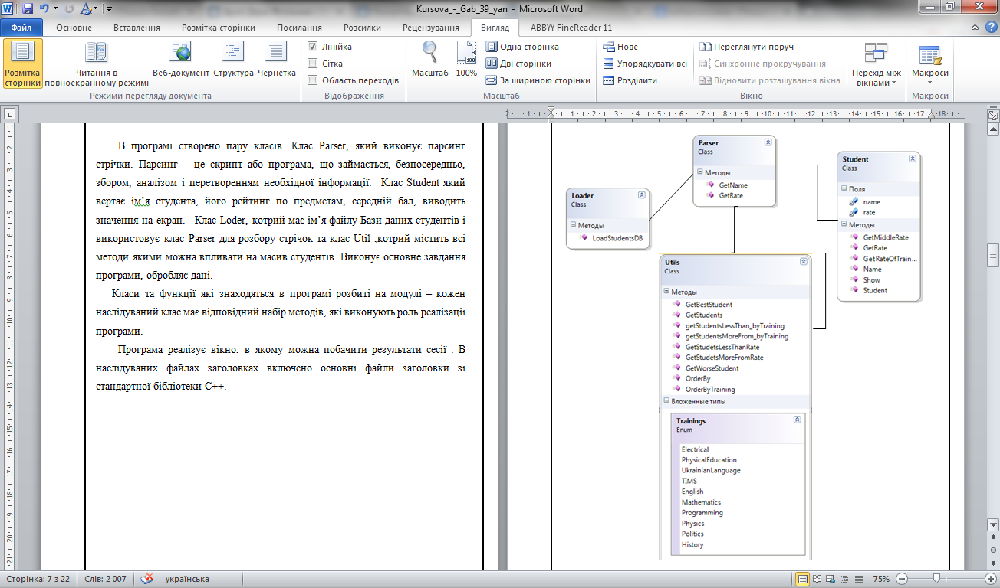 Kursova_-_Gab_39_yan - Microsoft Word
Файл Основне Вставлення Розмітка сторінки Посилання Розсилки Рецензування Вигляд ABBYY FineReader 11
Розмітка сторінки
Читання в повноекранному режимі
Веб-документ
Структура
Чернетка
Режими перегляду документа
Лінійка
Сітка
Область переходів
Відображення
Масштаб
100%
Одна сторінка
Дві сторінки
За шириною сторінки
Масштаб
Нове
Упорядкувати всі
Розділити
Переглянути поруч
Синхронне прокручування
Відновити розташування вікна
Вікно
Перехід між вікнами
Макроси
Макроси
В програмі створено пару класів. Клас Parser, який виконує парсинг
стрічки. Парсинг – це скрипт або програма, що займається, безпосередньо,
збором, аналізом і перетворенням необхідної інформації. Клас Student який
вертає ім’я студента, його рейтинг по предметам, середній бал, виводить
значення на екран. Клас Loder, котрий має ім’я файлу Бази даних студентів і
використовує клас Parser для розбору стрічок та клас Util ,котрий містить всі
методи якими можна впливати на масив студентів. Виконує основне завдання
програми, обробляє дані.
Класи та функції які знаходяться в програмі розбиті на модулі – кожен
наслідуваний клас має відповідний набір методів, які виконують роль реалізації
програми.
Програма реалізує вікно, в якому можна побачити результати сесії . В
наслідуваних файлах заголовках включено основні файли заголовки зі
стандартної бібліотеки С++.
Parser
Class
Методы
GetName
GetRate
Loader
Class
Методы
LoadStudentsDB
Student
Class
Поля
name
rate
Методы
GetMiddleRate
GetRate
GetRateOfTrain...
Name
Show
Student
Utils
Class
Методы
GetBestStudent
GetStudents
getStudentsLessThan_byTraining
getStudentsMoreFrom_byTraining
GetStudetsLessThanRate
GetStudetsMoreFromRate
GetWorseStudent
OrderBy
OrderByTraining
Вложенные типы
Trainings
Enum
Electrical
PhysicalEducation
UkrainianLanguage
TIMS
English
Mathematics
Programming
Physics
Politics
History
Сторінка: 7 з 22 Слів: 2 007 українська 75%